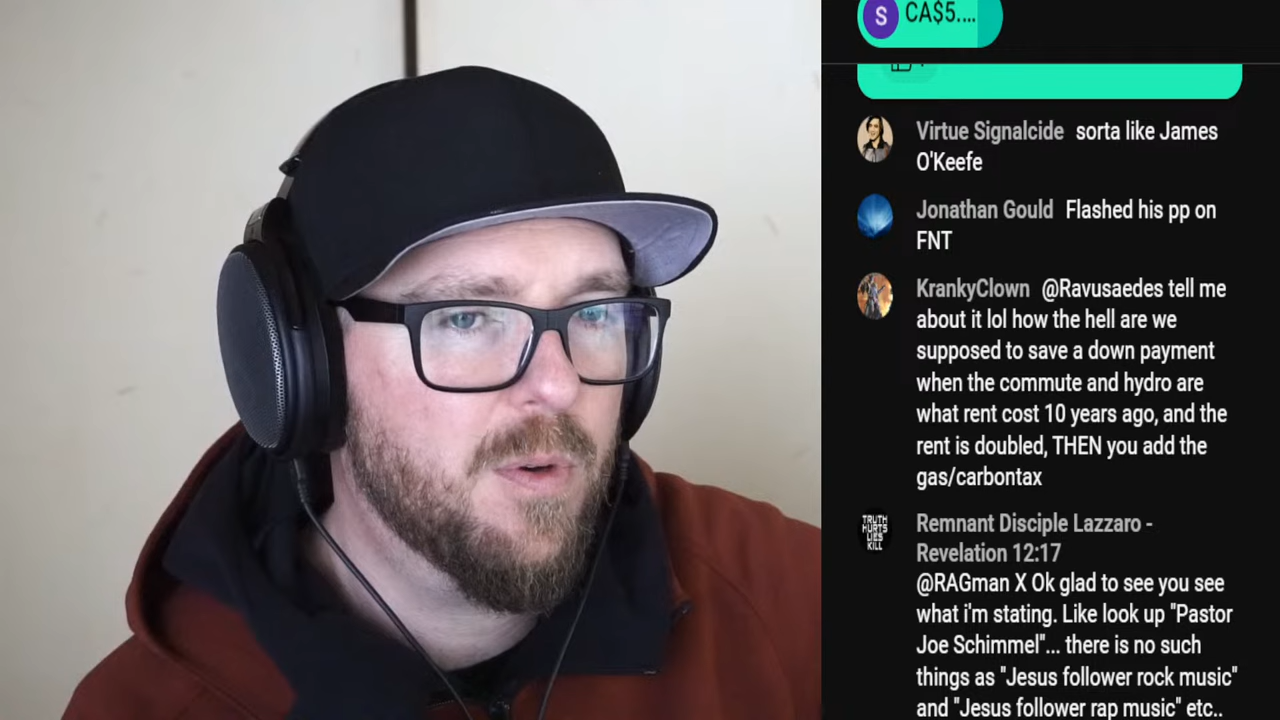 S CA$5....
Virtue Signalcide sorta like James
O'Keefe
Jonathan Gould Flashed his pp on
FNT
KrankyClown @Ravusaedes tell me
about it lol how the hell are we
supposed to save a down payment
when the commute and hydro are
what rent cost 10 years ago, and the
rent is doubled, THEN you add the
gas/carbontax
TRUTH
HURTS
LIES
KILL
Remnant Disciple Lazzaro -
Revelation 12:17
@RAGman X Ok glad to see you see
what i'm stating. Like look up "Pastor
Joe Schimmel"... there is no such
things as "Jesus follower rock music"
and "Jesus follower rap music" etc..